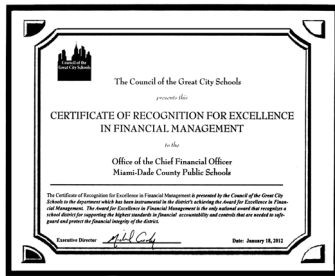 Council of the
Great City Schools
The Council of the Great City Schools
presents this
CERTIFICATE OF RECOGNITION FOR EXCELLENCE
IN FINANCIAL MANAGEMENT
to the
Office of the Chief Financial Officer
Miami-Dade County Public Schools
The Certificate of Recognition for Excellence in Financial Management is presented by the Council of the Great City
Schools to the department which has been instrumental in the district's achieving the Award for Excellence in Finan-
cial Management. The Award for Excellence in Financial Management is the only national award that recognizes a
school district for supporting the highest standards in financial accountability and controls that are needed to safe-
guard and protect the financial integrity of the district.
Executive Director
Date: January 18, 2012